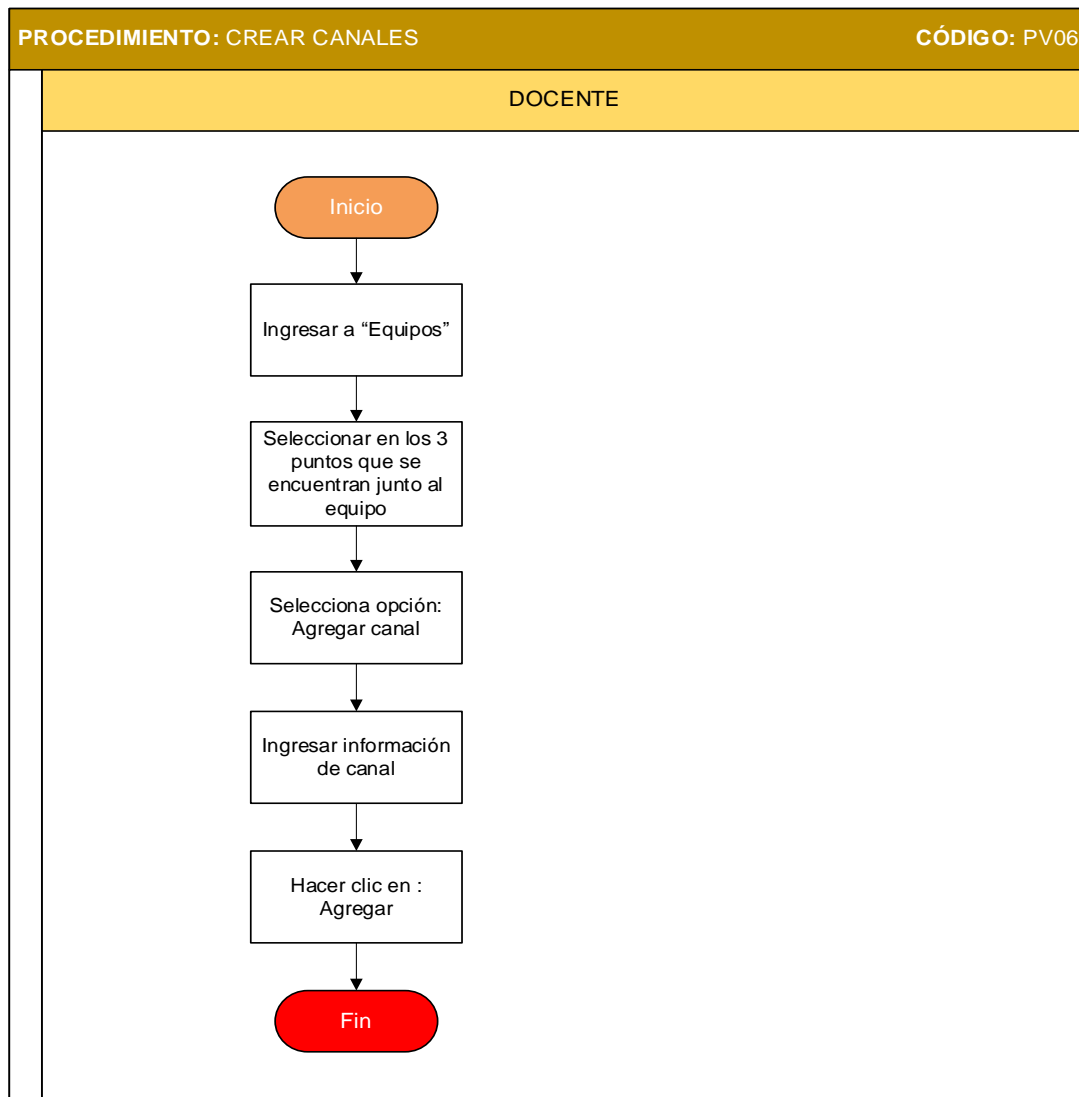 PROCEDIMIENTO: CREAR CANALES CÓDIGO: PV06
DOCENTE
Inicio
Ingresar a “Equipos”
Seleccionar en los 3
puntos que se
encuentran junto al
equipo
Selecciona opción:
Agregar canal
Ingresar información
de canal
Hacer clic en :
Agregar
Fin